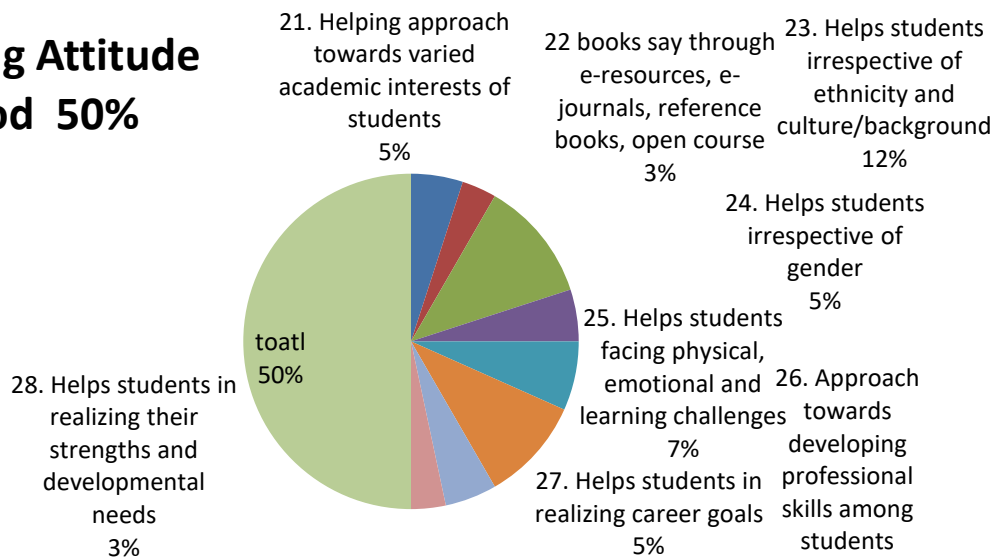 g Attitude
od 50%
21. Helping approach
towards varied
academic interests of
students
5%
22 books say through
e-resources, e-
journals, reference
books, open course
3%
23. Helps students
irrespective of
ethnicity and
culture/background
12%
24. Helps students
irrespective of
gender
5%
25. Helps students
facing physical,
emotional and
learning challenges
7%
26. Approach
towards
developing
professional
skills among
students
27. Helps students in
realizing career goals
5%
28. Helps students in
realizing their
strengths and
developmental
needs
3%
toatl
50%